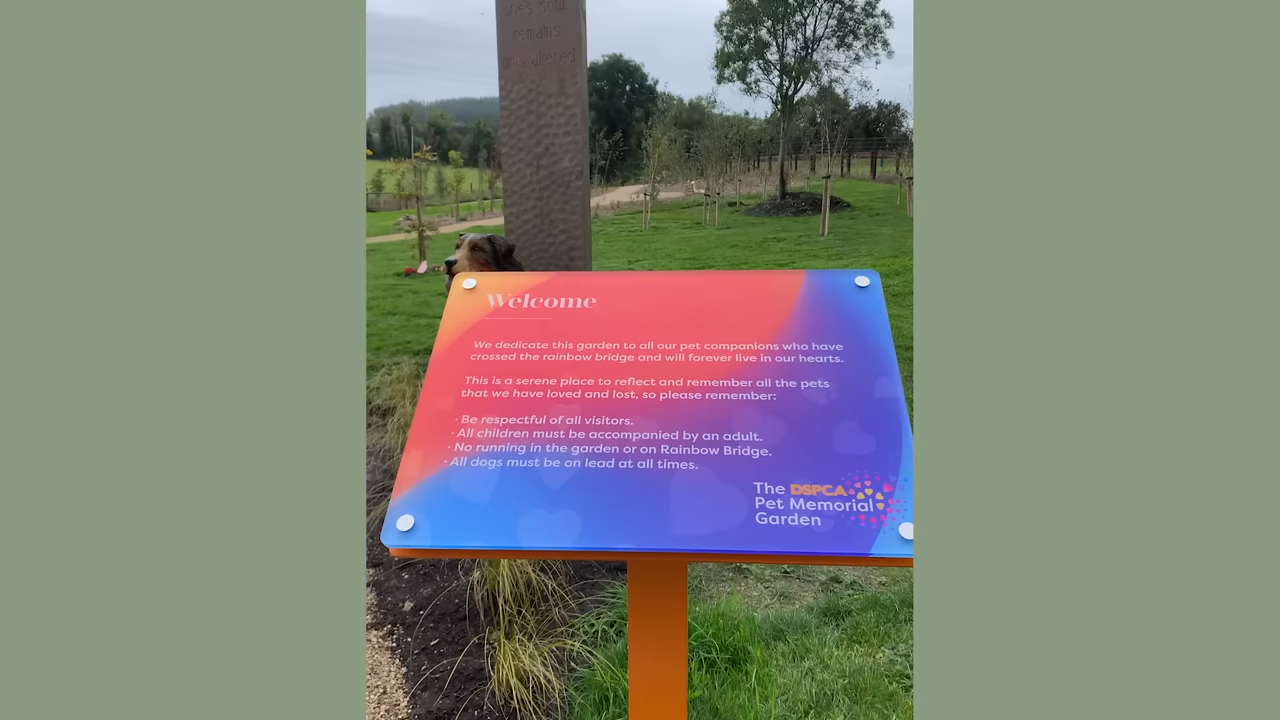 one's soul
remains
Welcome
We dedicate this garden to all our pet companions who have
crossed the rainbow bridge and will forever live in our hearts.
This is a serene place to reflect and remember all the pets
that we have loved and lost, so please remember:
· Be respectful of all visitors.
· All children must be accompanied by an adult.
· No running in the garden or on Rainbow Bridge.
· All dogs must be on lead at all times.
The DSPCA
Pet Memorial
Garden